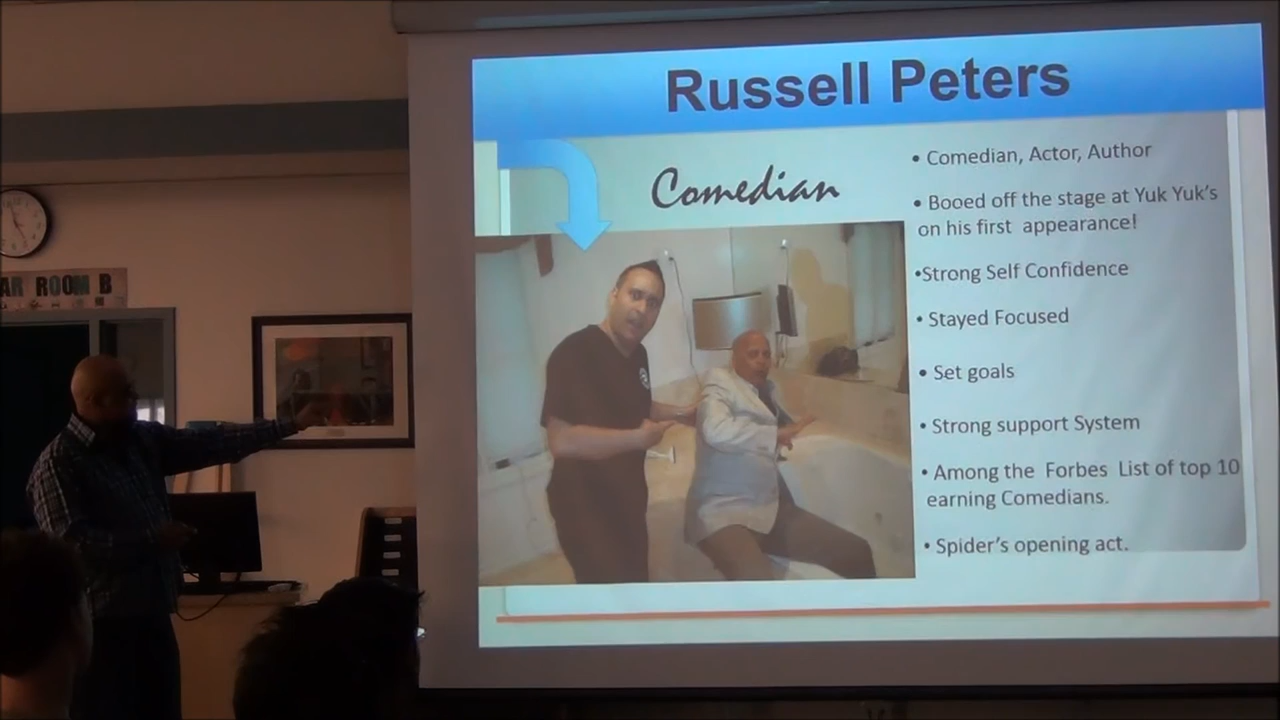 Russell Peters
Comedian
• Comedian, Actor, Author
• Booed off the stage at Yuk Yuk's
on his first appearance!
•Strong Self Confidence
• Stayed Focused
• Set goals
• Strong support System
• Among the Forbes List of top 10
earning Comedians.
• Spider's opening act.
AR ROOM B